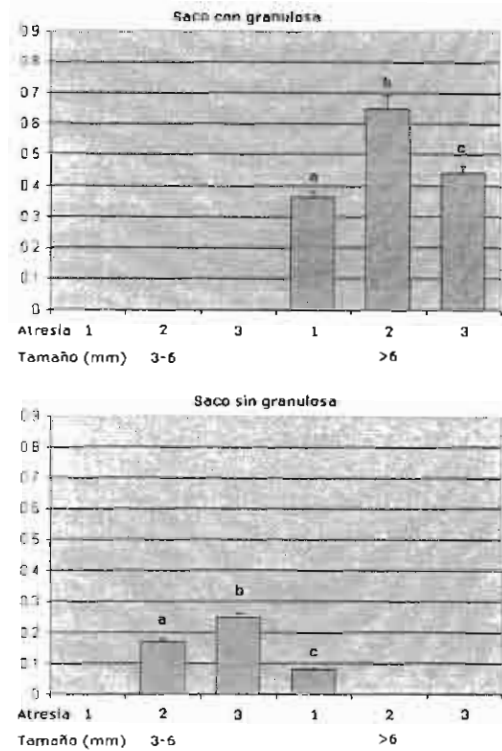 Saco con granulosa
0.9
0.8
0.7
0.6
0.5
0.4
0.3
0.2
0.1
0
a
b
c
Atresia 1 2 3 1 2 3
Tamaño (mm) 3-6 >6
Saco sin granulosa
0.9
0.8
0.7
0.6
0.5
0.4
0.3
0.2
0.1
0
a
b
c
Atresia 1 2 3 1 2 3
Tamaño (mm) 3-6 >6